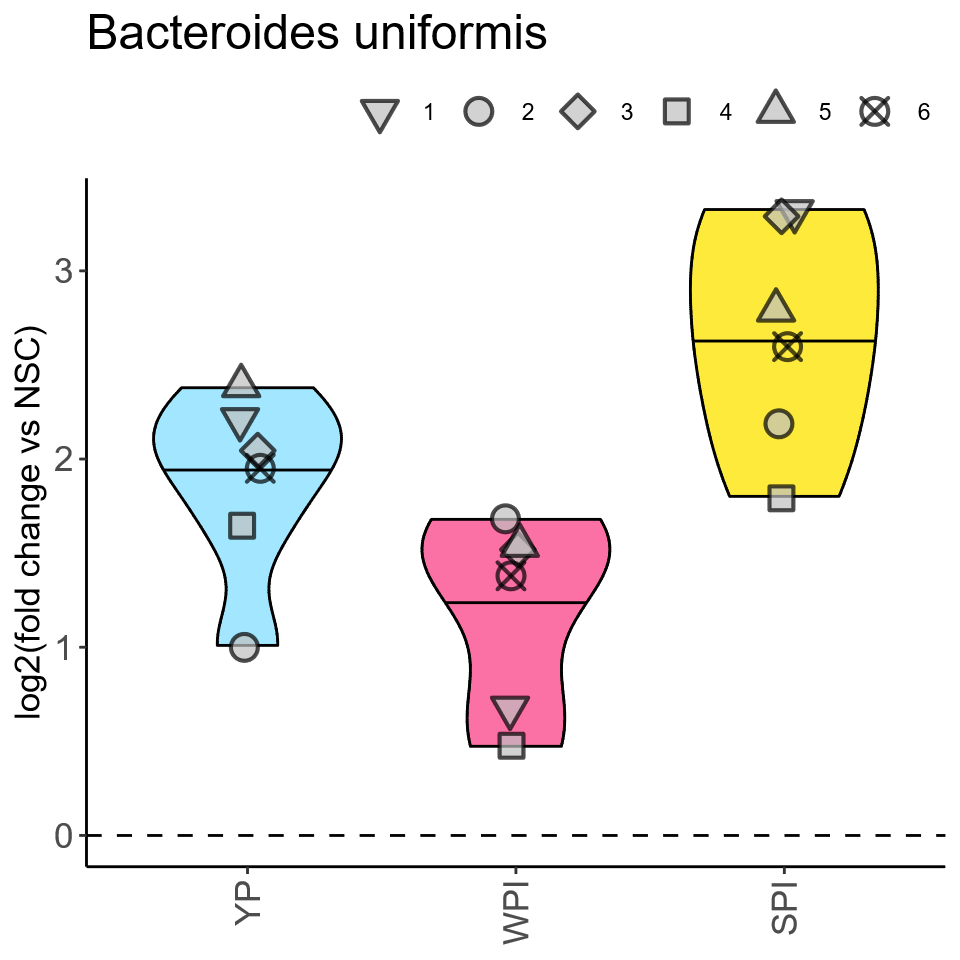 Bacteroides uniformis
1 2 3 4 5 6
log2(fold change vs NSC)
3
2
1
0
YP WPI SPI